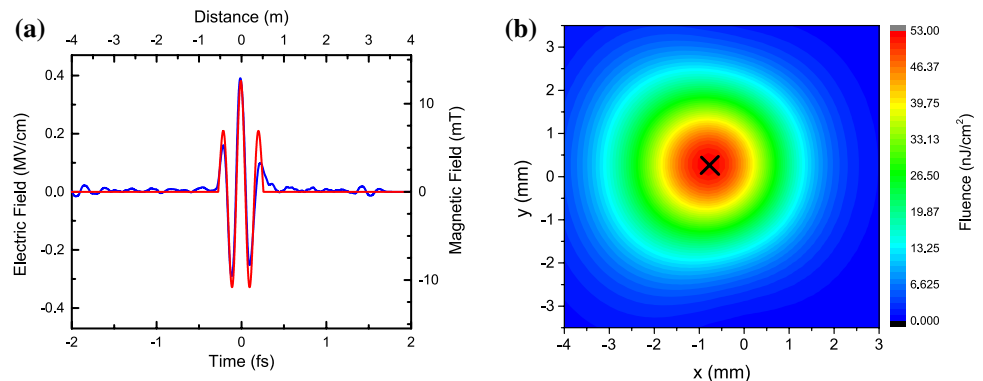 (a)
Distance (m)
-4 -3 -2 -1 0 1 2 3 4
Electric Field (MV/cm)
0.4
0.2
0.0
-0.2
-0.4
10
0
-10
Magnetic Field (mT)
-2 -1 0 1 2
Time (fs)
(b)
y (mm)
3
2
1
0
-1
-2
-3
-4 -3 -2 -1 0 1 2 3
x (mm)
53.00
46.37
39.75
33.13
26.50
19.87
13.25
6.625
0.000
Fluence (nJ/cm²)